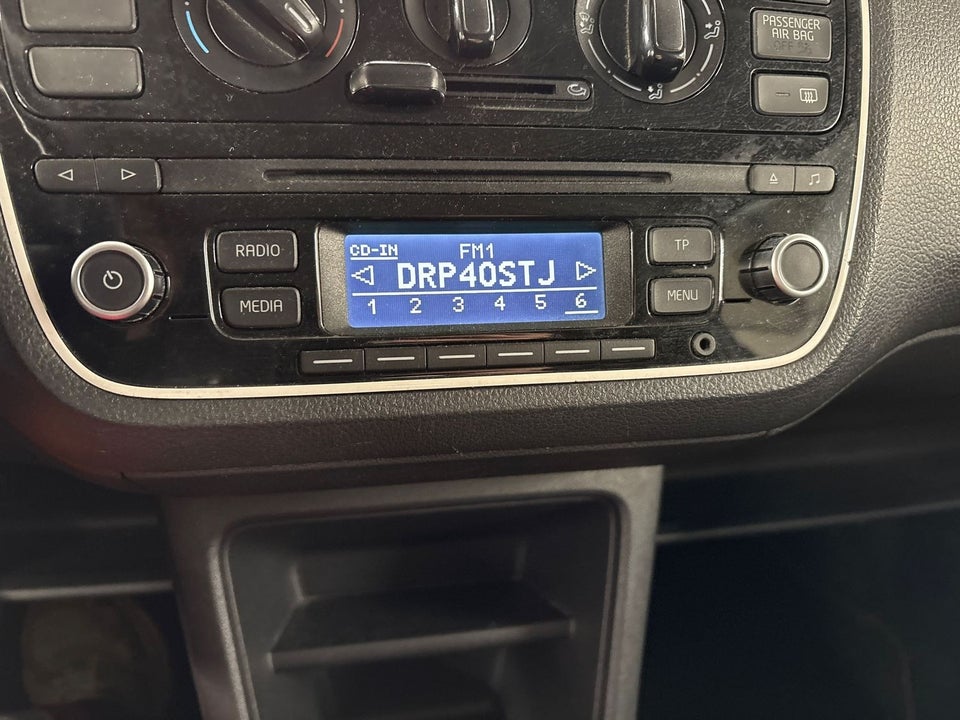 PASSENGER
AIR BAG
OFF
RADIO
MEDIA
CD-IN
FM1
DRP40STJ
1 2 3 4 5 6
TP
MENU